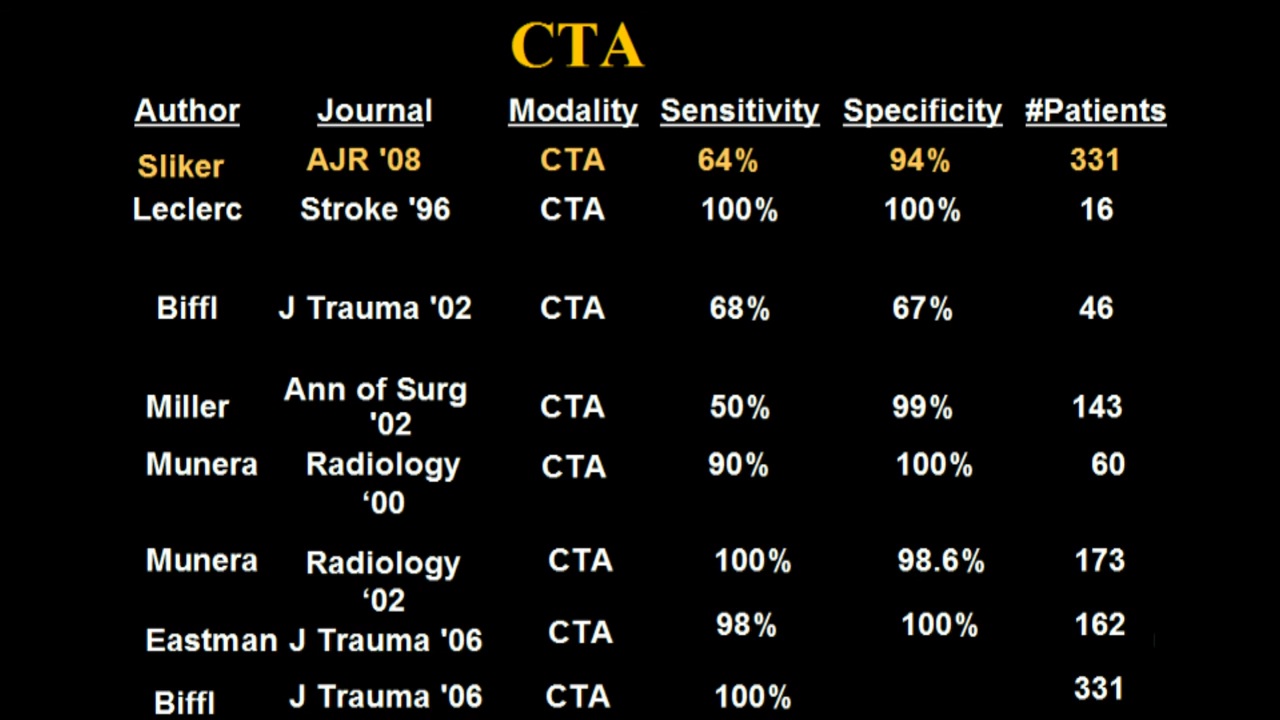 CTA
Author Journal Modality Sensitivity Specificity #Patients
Sliker AJR '08 CTA 64% 94% 331
Leclerc Stroke '96 CTA 100% 100% 16
Biffl J Trauma '02 CTA 68% 67% 46
Miller Ann of Surg '02 CTA 50% 99% 143
Munera Radiology ‘00 CTA 90% 100% 60
Munera Radiology ‘02 CTA 100% 98.6% 173
Eastman J Trauma '06 CTA 98% 100% 162
Biffl J Trauma '06 CTA 100% 331